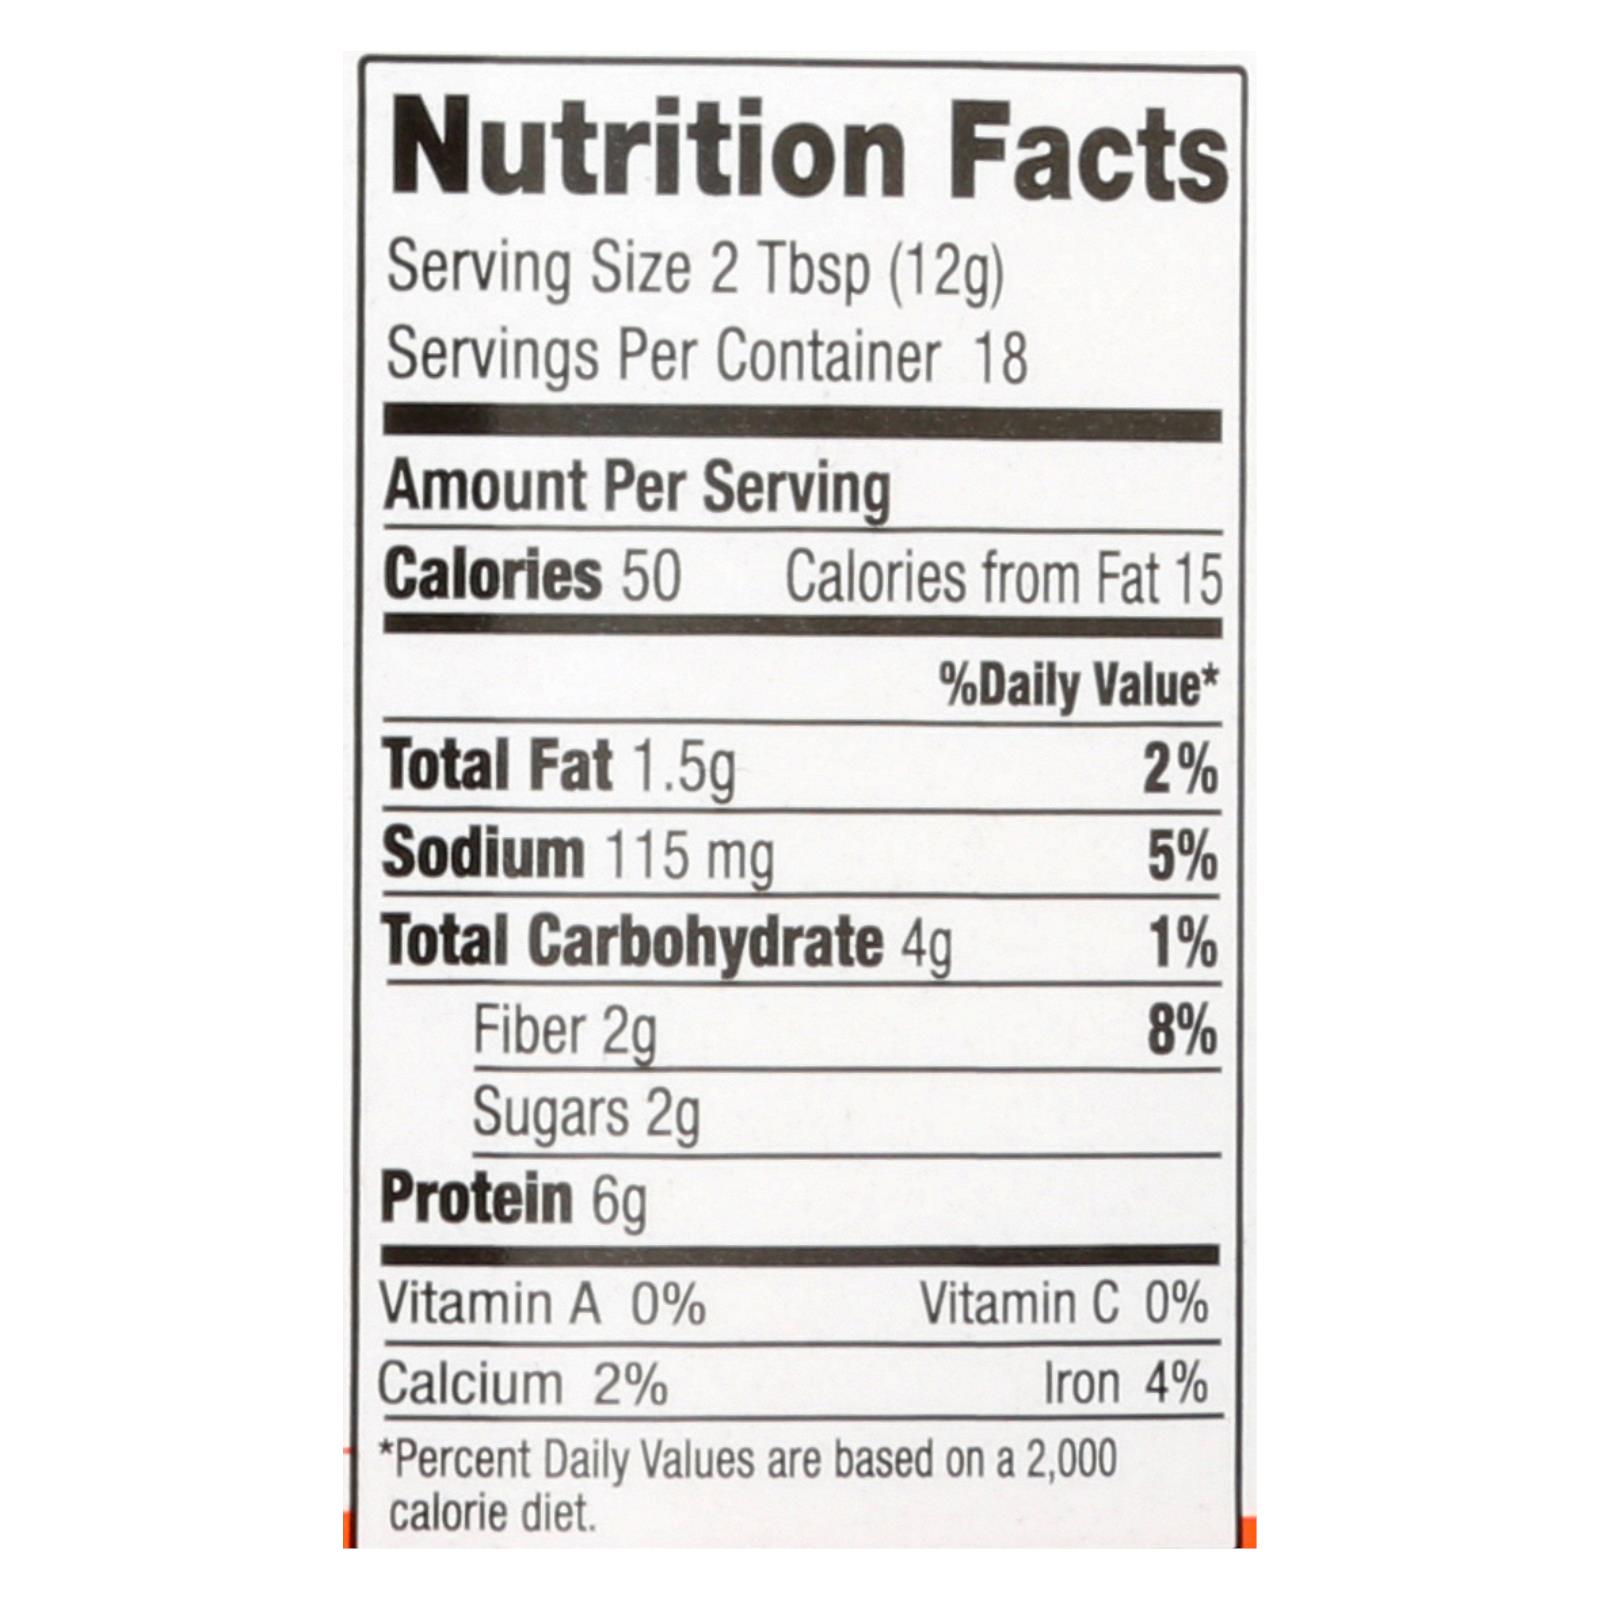 Nutrition Facts
Serving Size 2 Tbsp (12g)
Servings Per Container 18
Amount Per Serving
Calories 50 Calories from Fat 15
%Daily Value*
Total Fat 1.5g 2%
Sodium 115 mg 5%
Total Carbohydrate 4g 1%
Fiber 2g 8%
Sugars 2g
Protein 6g
Vitamin A 0% Vitamin C 0%
Calcium 2% Iron 4%
*Percent Daily Values are based on a 2,000
calorie diet.